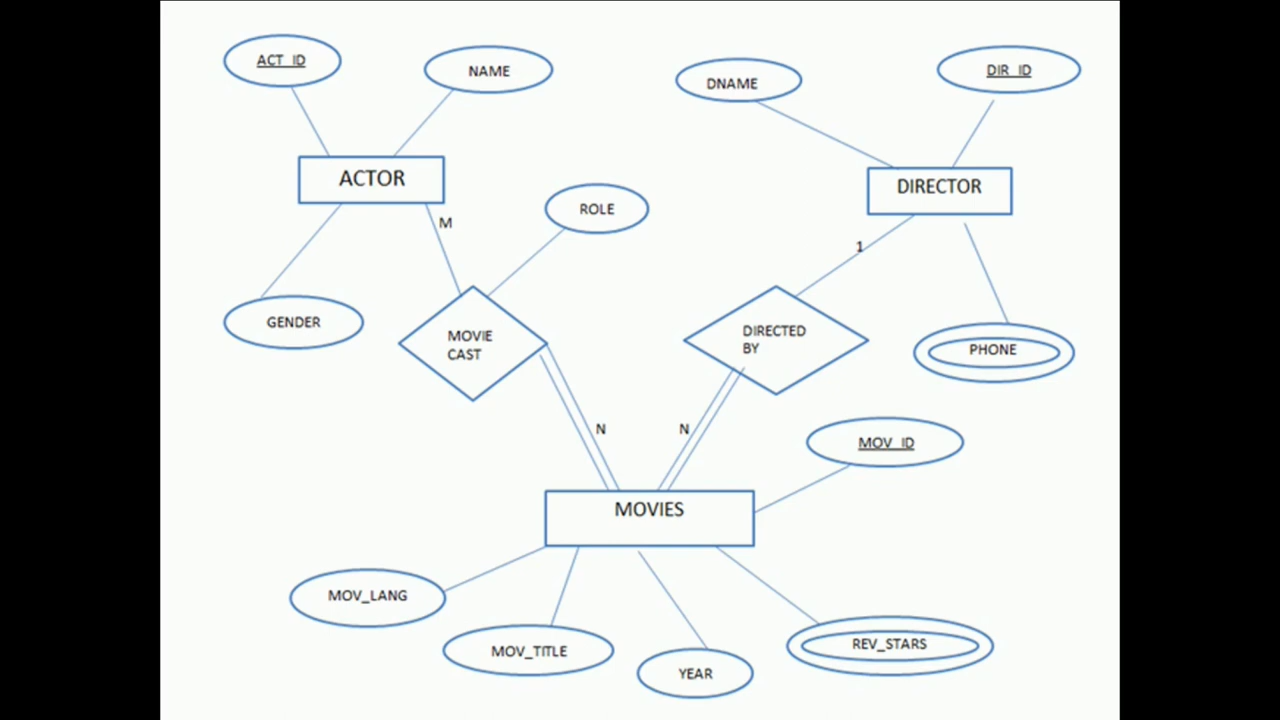 ACT_ID
NAME
DNAME
DIR_ID
ACTOR
DIRECTOR
ROLE
M
1
GENDER
MOVIE
CAST
DIRECTED
BY
PHONE
N
N
MOV_ID
MOVIES
MOV_LANG
MOV_TITLE
YEAR
REV_STARS